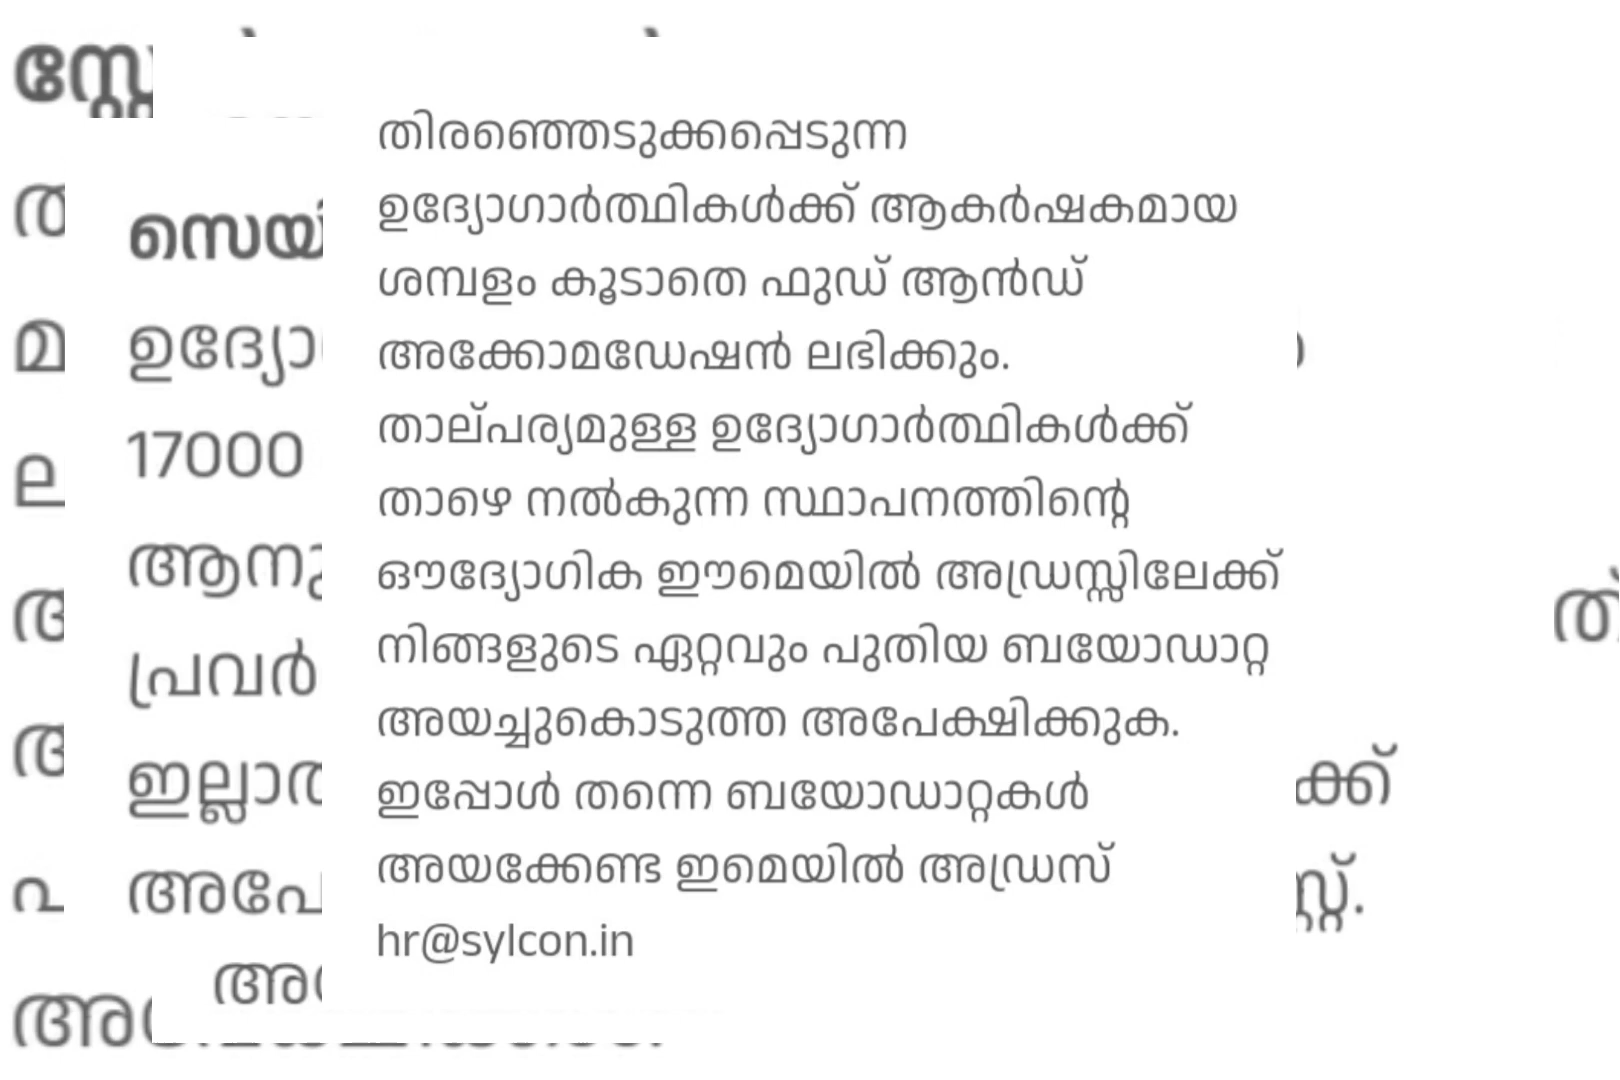 തിരഞ്ഞെടുക്കപ്പെടുന്ന
ഉദ്യോഗാർത്ഥികൾക്ക് ആകർഷകമായ
ശമ്പളം കൂടാതെ ഫുഡ് ആൻഡ്
അക്കോമഡേഷൻ ലഭിക്കും.
താല്പര്യമുള്ള ഉദ്യോഗാർത്ഥികൾക്ക്
താഴെ നൽകുന്ന സ്ഥാപനത്തിന്റെ
ഔദ്യോഗിക ഈമെയിൽ അഡ്രസ്സിലേക്ക്
നിങ്ങളുടെ ഏറ്റവും പുതിയ ബയോഡാറ്റ
അയച്ചുകൊടുത്ത അപേക്ഷിക്കുക.
ഇപ്പോൾ തന്നെ ബയോഡാറ്റകൾ
അയക്കേണ്ട ഇമെയിൽ അഡ്രസ്
hr@sylcon.in
17000